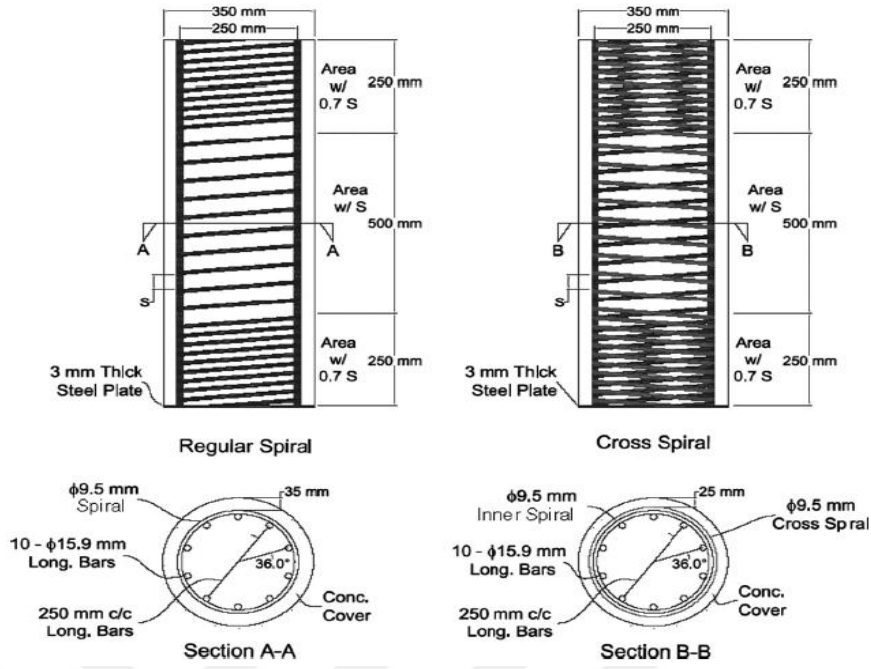 350 mm
250 mm
Area
w/
0.7 S
250 mm
Area
w/ S
500 mm
A
A
S
Area
w/
0.7 S
250 mm
3 mm Thick
Steel Plate
Regular Spiral
350 mm
250 mm
Area
w/
0.7 S
250 mm
Area
w/ S
500 mm
B
B
S
Area
w/
0.7 S
250 mm
3 mm Thick
Steel Plate
Cross Spiral
ϕ9.5 mm
Spiral
35 mm
10 - ϕ15.9 mm
Long. Bars
36.0°
250 mm c/c
Long. Bars
Conc.
Cover
Section A-A
ϕ9.5 mm
Inner Spiral
25 mm
ϕ9.5 mm
Cross Spiral
10 - ϕ15.9 mm
Long. Bars
36.0°
250 mm c/c
Long. Bars
Conc.
Cover
Section B-B